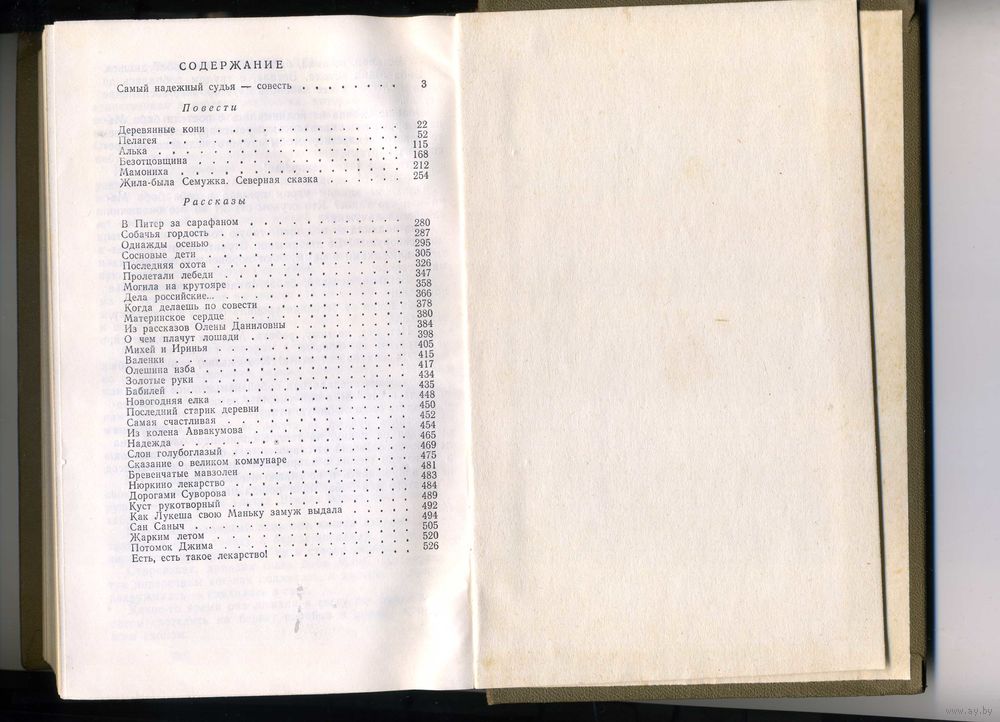 СОДЕРЖАНИЕ
Самый надежный судья — совесть . . . . . . . . 3
Повести
Деревянные кони . . . . . . . . . . . . 22
Пелагея . . . . . . . . . . . . 52
Алька . . . . . . . . . . . . 115
Безотцовщина . . . . . . . . . . . . 168
Мамониха . . . . . . . . . . . . 212
Жила-была Семужка. Северная сказка . . . . . . 254
Рассказы
В Питер за сарафаном . . . . . . . . . . 280
Собачья гордость . . . . . . . . . . 287
Однажды осенью . . . . . . . . . . 295
Сосновые дети . . . . . . . . . . 305
Последняя охота . . . . . . . . . . 326
Пролетали лебеди . . . . . . . . . . 347
Могила на крутояре . . . . . . . . . . 358
Дела российские... . . . . . . . . . . 366
Когда делаешь по совести . . . . . . . . 378
Материнское сердце . . . . . . . . . . 380
Из рассказов Олены Даниловны . . . . . . . 384
О чем плачут лошади . . . . . . . . . 398
Михей и Иринья . . . . . . . . . . 405
Валенки . . . . . . . . . . . . 415
Олешина изба . . . . . . . . . . 417
Золотые руки . . . . . . . . . . 434
Бабилей . . . . . . . . . . . . 435
Новогодняя елка . . . . . . . . . . 448
Последний старик деревни . . . . . . . . 450
Самая счастливая . . . . . . . . . . 452
Из колена Аввакумова . . . . . . . . . 454
Надежда . . . . . . . . . . . . 465
Слон голубоглазый . . . . . . . . . . 469
Сказание о великом коммунаре . . . . . . . 475
Бревенчатые мавзолеи . . . . . . . . . 481
Нюркино лекарство . . . . . . . . . . 483
Дорогами Суворова . . . . . . . . . . 484
Куст рукотворный . . . . . . . . . . 489
Как Лукеша свою Маньку замуж выдала . . . . . 492
Сан Саныч . . . . . . . . . . . 494
Жарким летом . . . . . . . . . . 505
Потомок Джима . . . . . . . . . . 520
Есть, есть такое лекарство! . . . . . . . . 526
www.ay.by